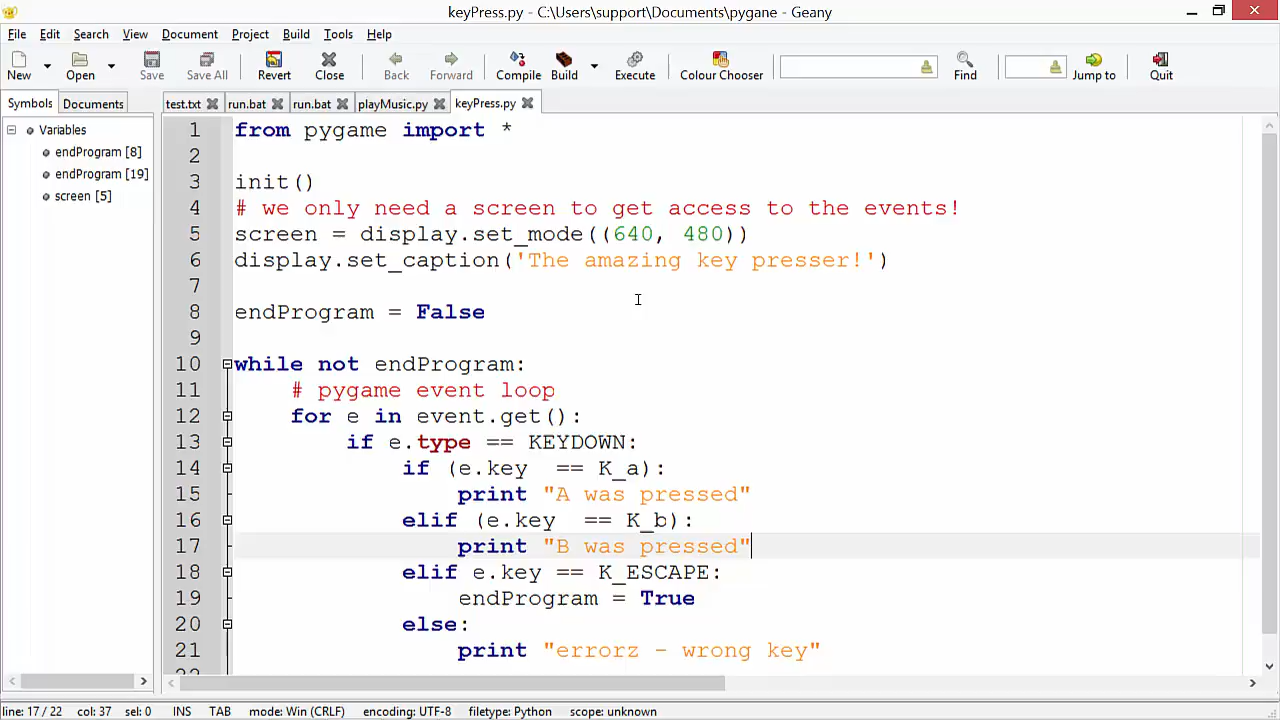 keyPress.py - C:\Users\support\Documents\pygane - Geany
File Edit Search View Document Project Build Tools Help
New Open Save Save All Revert Close Back Forward Compile Build Execute Colour Chooser Find Jump to Quit
Symbols Documents test.txt run.bat run.bat playMusic.py keyPress.py
Variables
endProgram [8]
endProgram [19]
screen [5]
1 from pygame import *
2
3 init()
4 # we only need a screen to get access to the events!
5 screen = display.set_mode((640, 480))
6 display.set_caption('The amazing key presser!')
7
8 endProgram = False
9
10 while not endProgram:
11 # pygame event loop
12 for e in event.get():
13 if e.type == KEYDOWN:
14 if (e.key  == K_a):
15 print "A was pressed"
16 elif (e.key  == K_b):
17 print "B was pressed"
18 elif e.key == K_ESCAPE:
19 endProgram = True
20 else:
21 print "errorz - wrong key"
line: 17 / 22 col: 37 sel: 0 INS TAB mode: Win (CRLF) encoding: UTF-8 filetype: Python scope: unknown